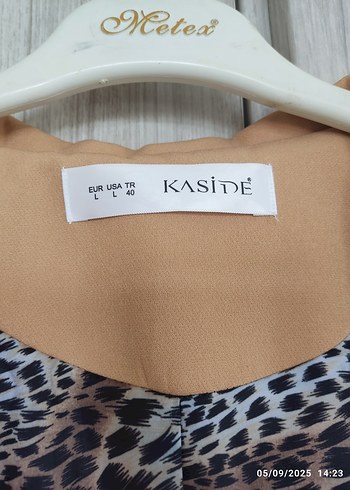 Metex®
EUR USA TR
L L 40
KASİDE®
05/09/2025 14:23